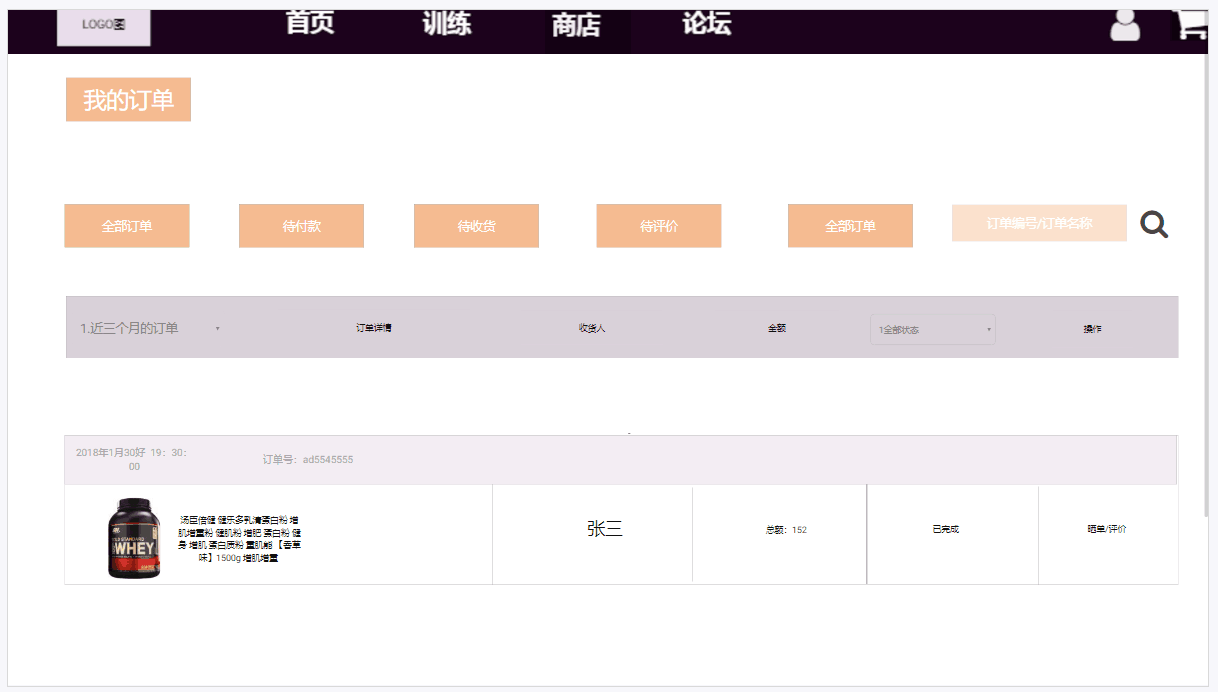 LOGO图
首页
训练
商店
论坛
我的订单
全部订单
待付款
待收货
待评价
全部订单
订单编号/订单名称
1.近三个月的订单
订单详情
收货人
金额
1全部状态
操作
2018年1月30好 19：30：
00
订单号：ad5545555
WHEY
汤臣倍健 健乐多乳清蛋白粉 增
肌增重粉 健肌粉 增肥 蛋白粉 健
身 增肌 蛋白质粉 重肌能 【香草
味】1500g 增肌增重
张三
总额：152
已完成
晒单/评价